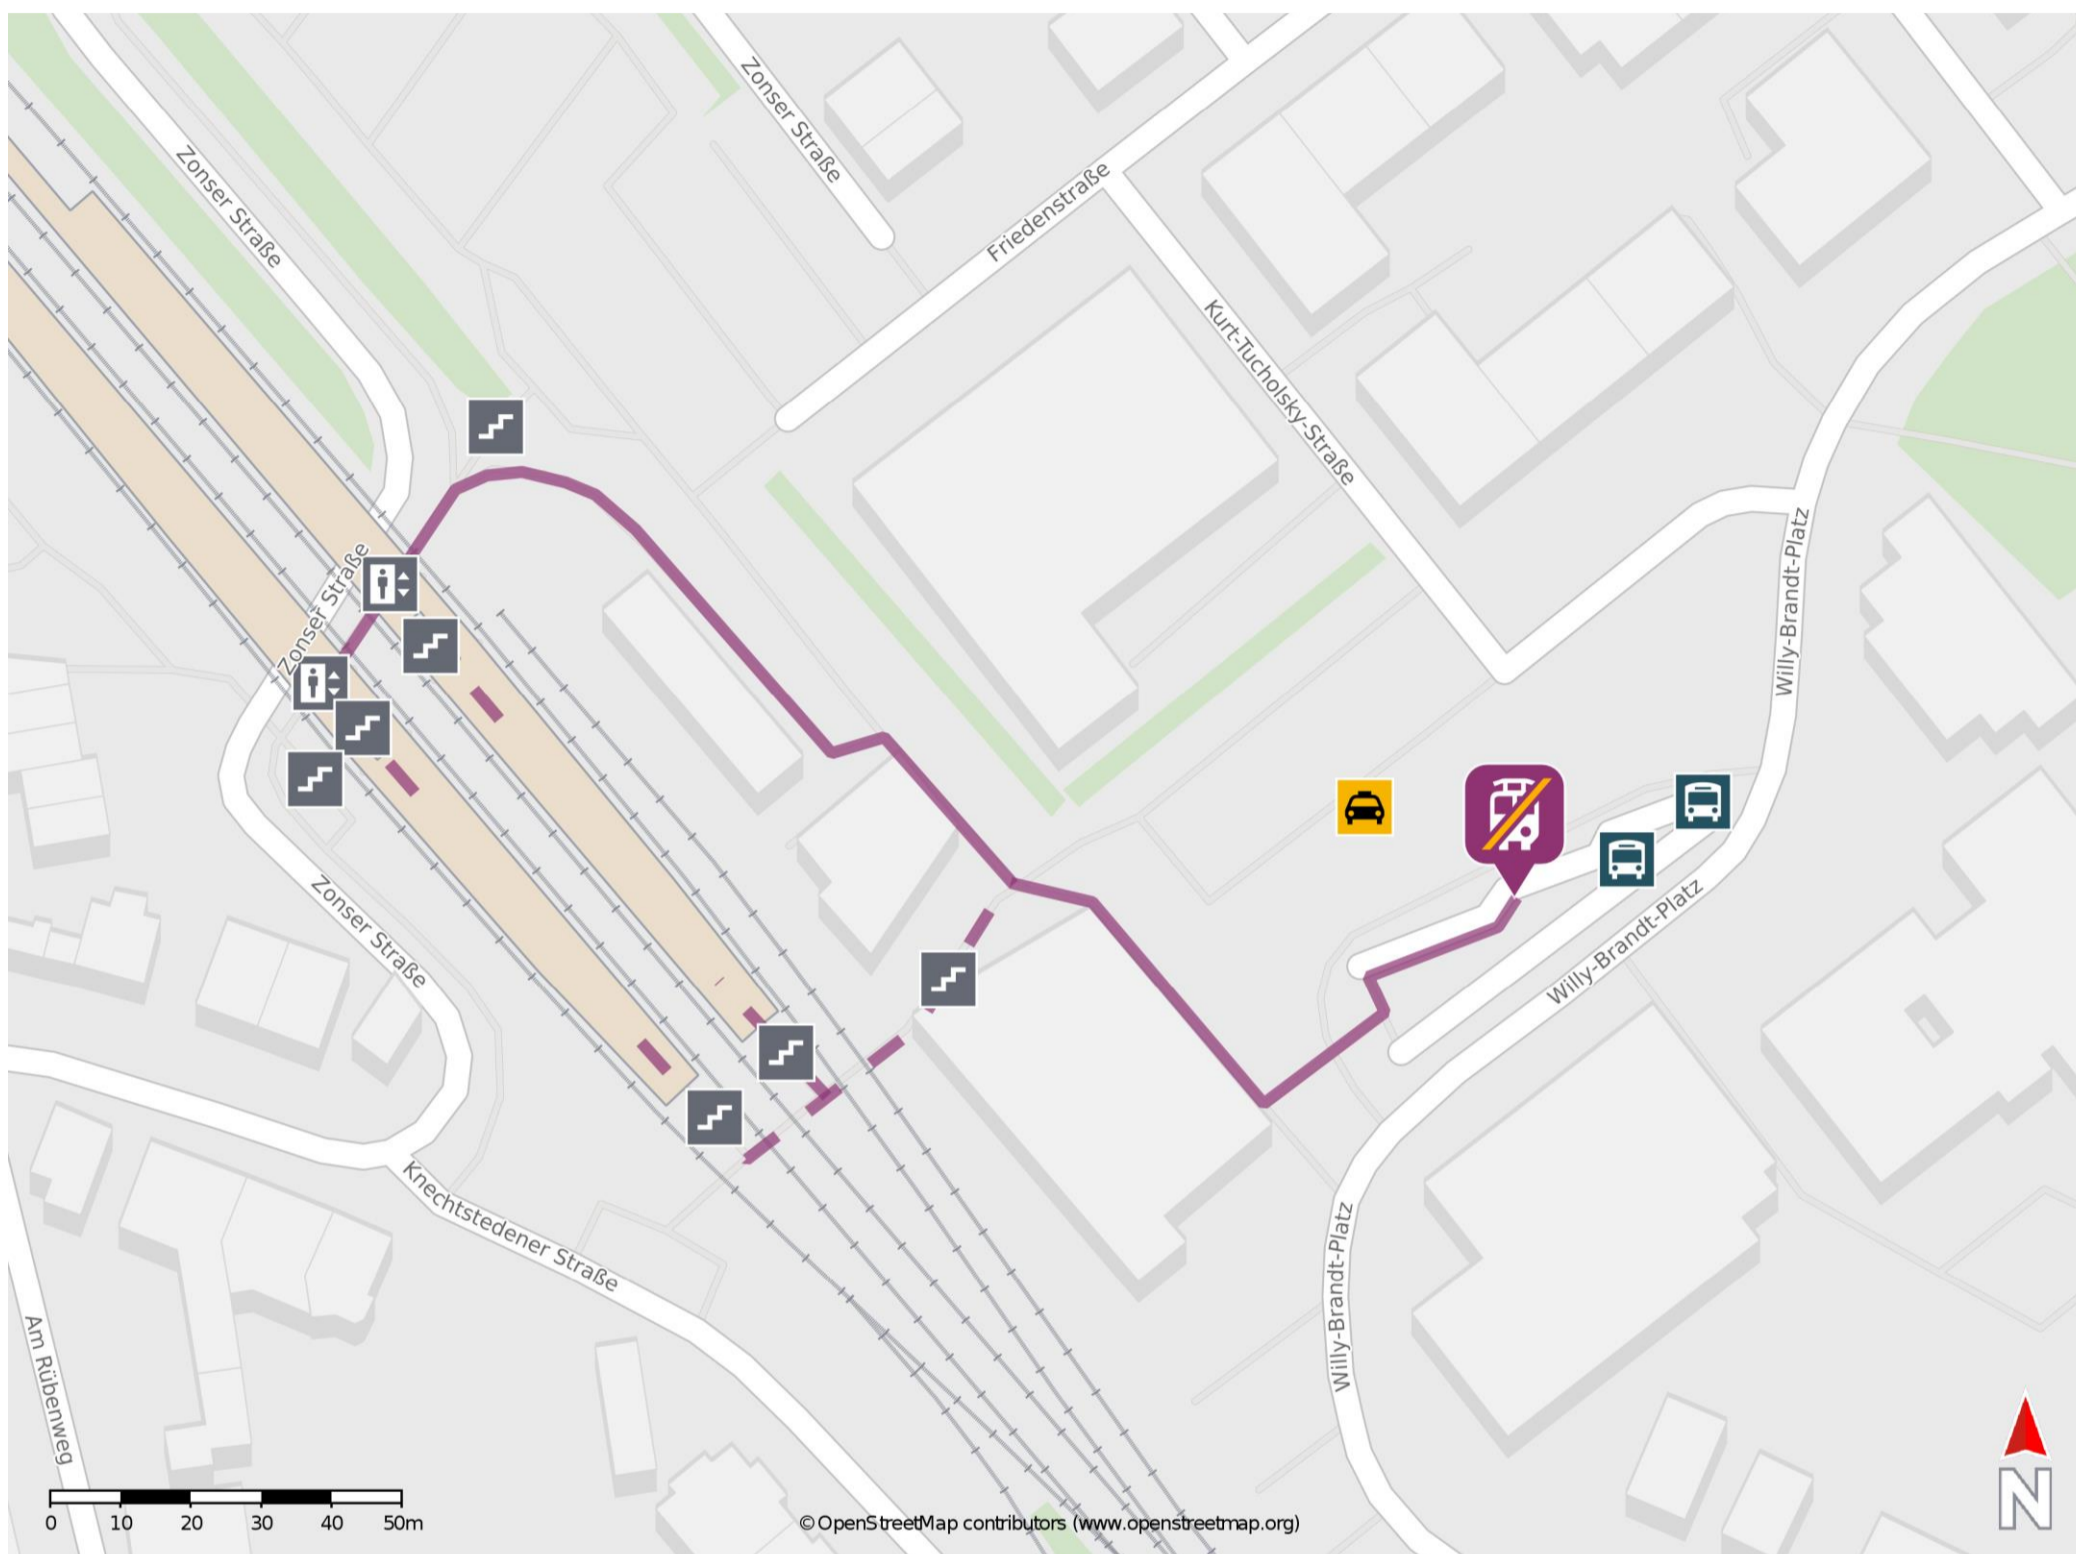 Zonser Straße
Zonser Straße
Friedenstraße
Kurt-Tucholsky-Straße
Zonser Straße
Willy-Brandt-Platz
Zonser Straße
Willy-Brandt-Platz
Knechtstedener Straße
Willy-Brandt-Platz
Am Rübenweg
N
0 10 20 30 40 50m
© OpenStreetMap contributors (www.openstreetmap.org)